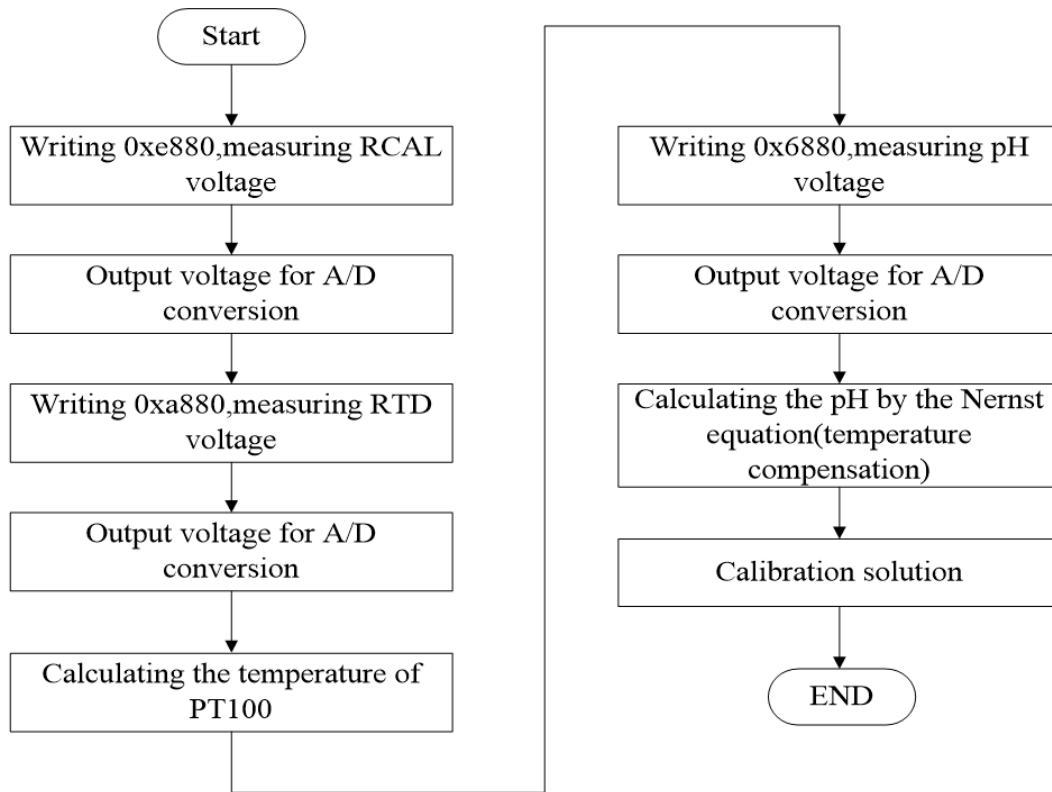 Start
Writing 0xe880,measuring RCAL
voltage
Output voltage for A/D
conversion
Writing 0xa880,measuring RTD
voltage
Output voltage for A/D
conversion
Calculating the temperature of
PT100
Writing 0x6880,measuring pH
voltage
Output voltage for A/D
conversion
Calculating the pH by the Nernst
equation(temperature
compensation)
Calibration solution
END